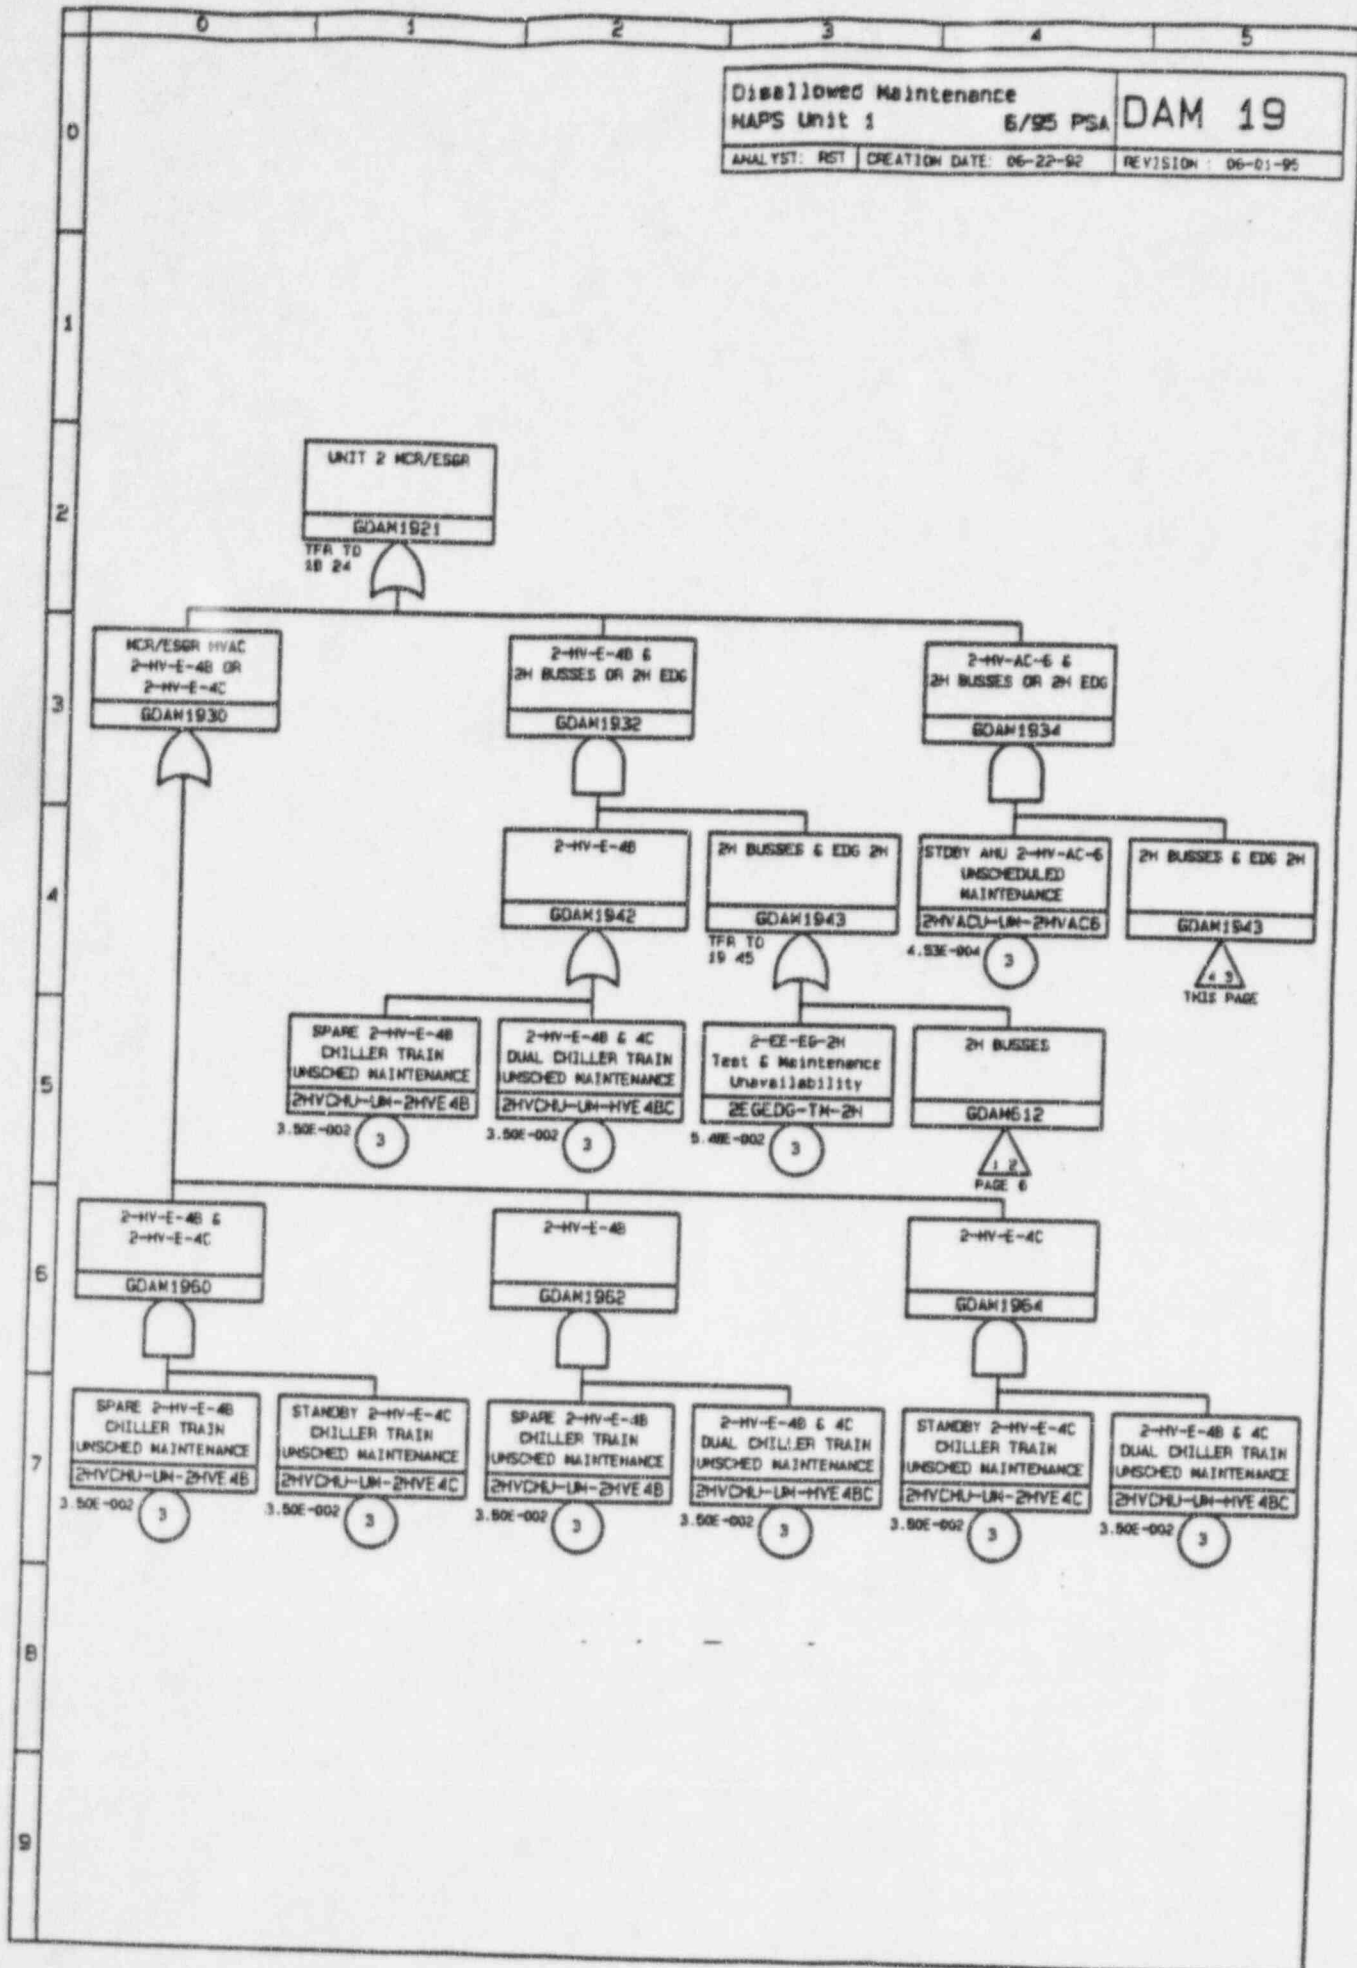 0 1 2 3 4 5
Disallowed Maintenance
NAPS Unit 1 6/95 PSA
DAM 19
ANALYST: RST CREATION DATE: 06-22-92 REVISION : 06-01-95
0
1
2
3
4
5
6
7
8
9
UNIT 2 MCR/ESGR
GDAM1921
TFR TO
18 24
MCR/ESGR HVAC
2-HV-E-4B OR
2-HV-E-4C
GDAM1930
2-HV-E-4B &
2H BUSSES OR 2H EDG
GDAM1932
2-HV-AC-6 &
2H BUSSES OR 2H EDG
GDAM1934
2-HV-E-4B
GDAM1942
2H BUSSES & EDG 2H
GDAM1943
TFR TO
19 45
STDBY AHU 2-HV-AC-6
UNSCHEDULED
MAINTENANCE
2HVACU-UM-2HVAC6
4.53E-004
3
2H BUSSES & EDG 2H
GDAM1943
4 3
THIS PAGE
SPARE 2-HV-E-4B
CHILLER TRAIN
UNSCHED MAINTENANCE
2HVCHU-UM-2HVE4B
3.50E-002
3
2-HV-E-4B & 4C
DUAL CHILLER TRAIN
UNSCHED MAINTENANCE
2HVCHU-UM-HVE4BC
3.50E-002
3
2-EE-EG-2H
Test & Maintenance
Unavailability
2EGEDG-TM-2H
3
2H BUSSES
GDAM612
1 2
PAGE 6
2-HV-E-4B &
2-HV-E-4C
GDAM1960
2-HV-E-4B
GDAM1962
2-HV-E-4C
GDAM1964
SPARE 2-HV-E-4B
CHILLER TRAIN
UNSCHED MAINTENANCE
2HVCHU-UM-2HVE4B
3.50E-002
3
STANDBY 2-HV-E-4C
CHILLER TRAIN
UNSCHED MAINTENANCE
2HVCHU-UM-2HVE4C
3.50E-002
3
SPARE 2-HV-E-4B
CHILLER TRAIN
UNSCHED MAINTENANCE
2HVCHU-UM-2HVE4B
3.50E-002
3
2-HV-E-4B & 4C
DUAL CHILLER TRAIN
UNSCHED MAINTENANCE
2HVCHU-UM-HVE4BC
3.50E-002
3
STANDBY 2-HV-E-4C
CHILLER TRAIN
UNSCHED MAINTENANCE
2HVCHU-UM-2HVE4C
3.50E-002
3
2-HV-E-4B & 4C
DUAL CHILLER TRAIN
UNSCHED MAINTENANCE
2HVCHU-UM-HVE4BC
3.50E-002
3